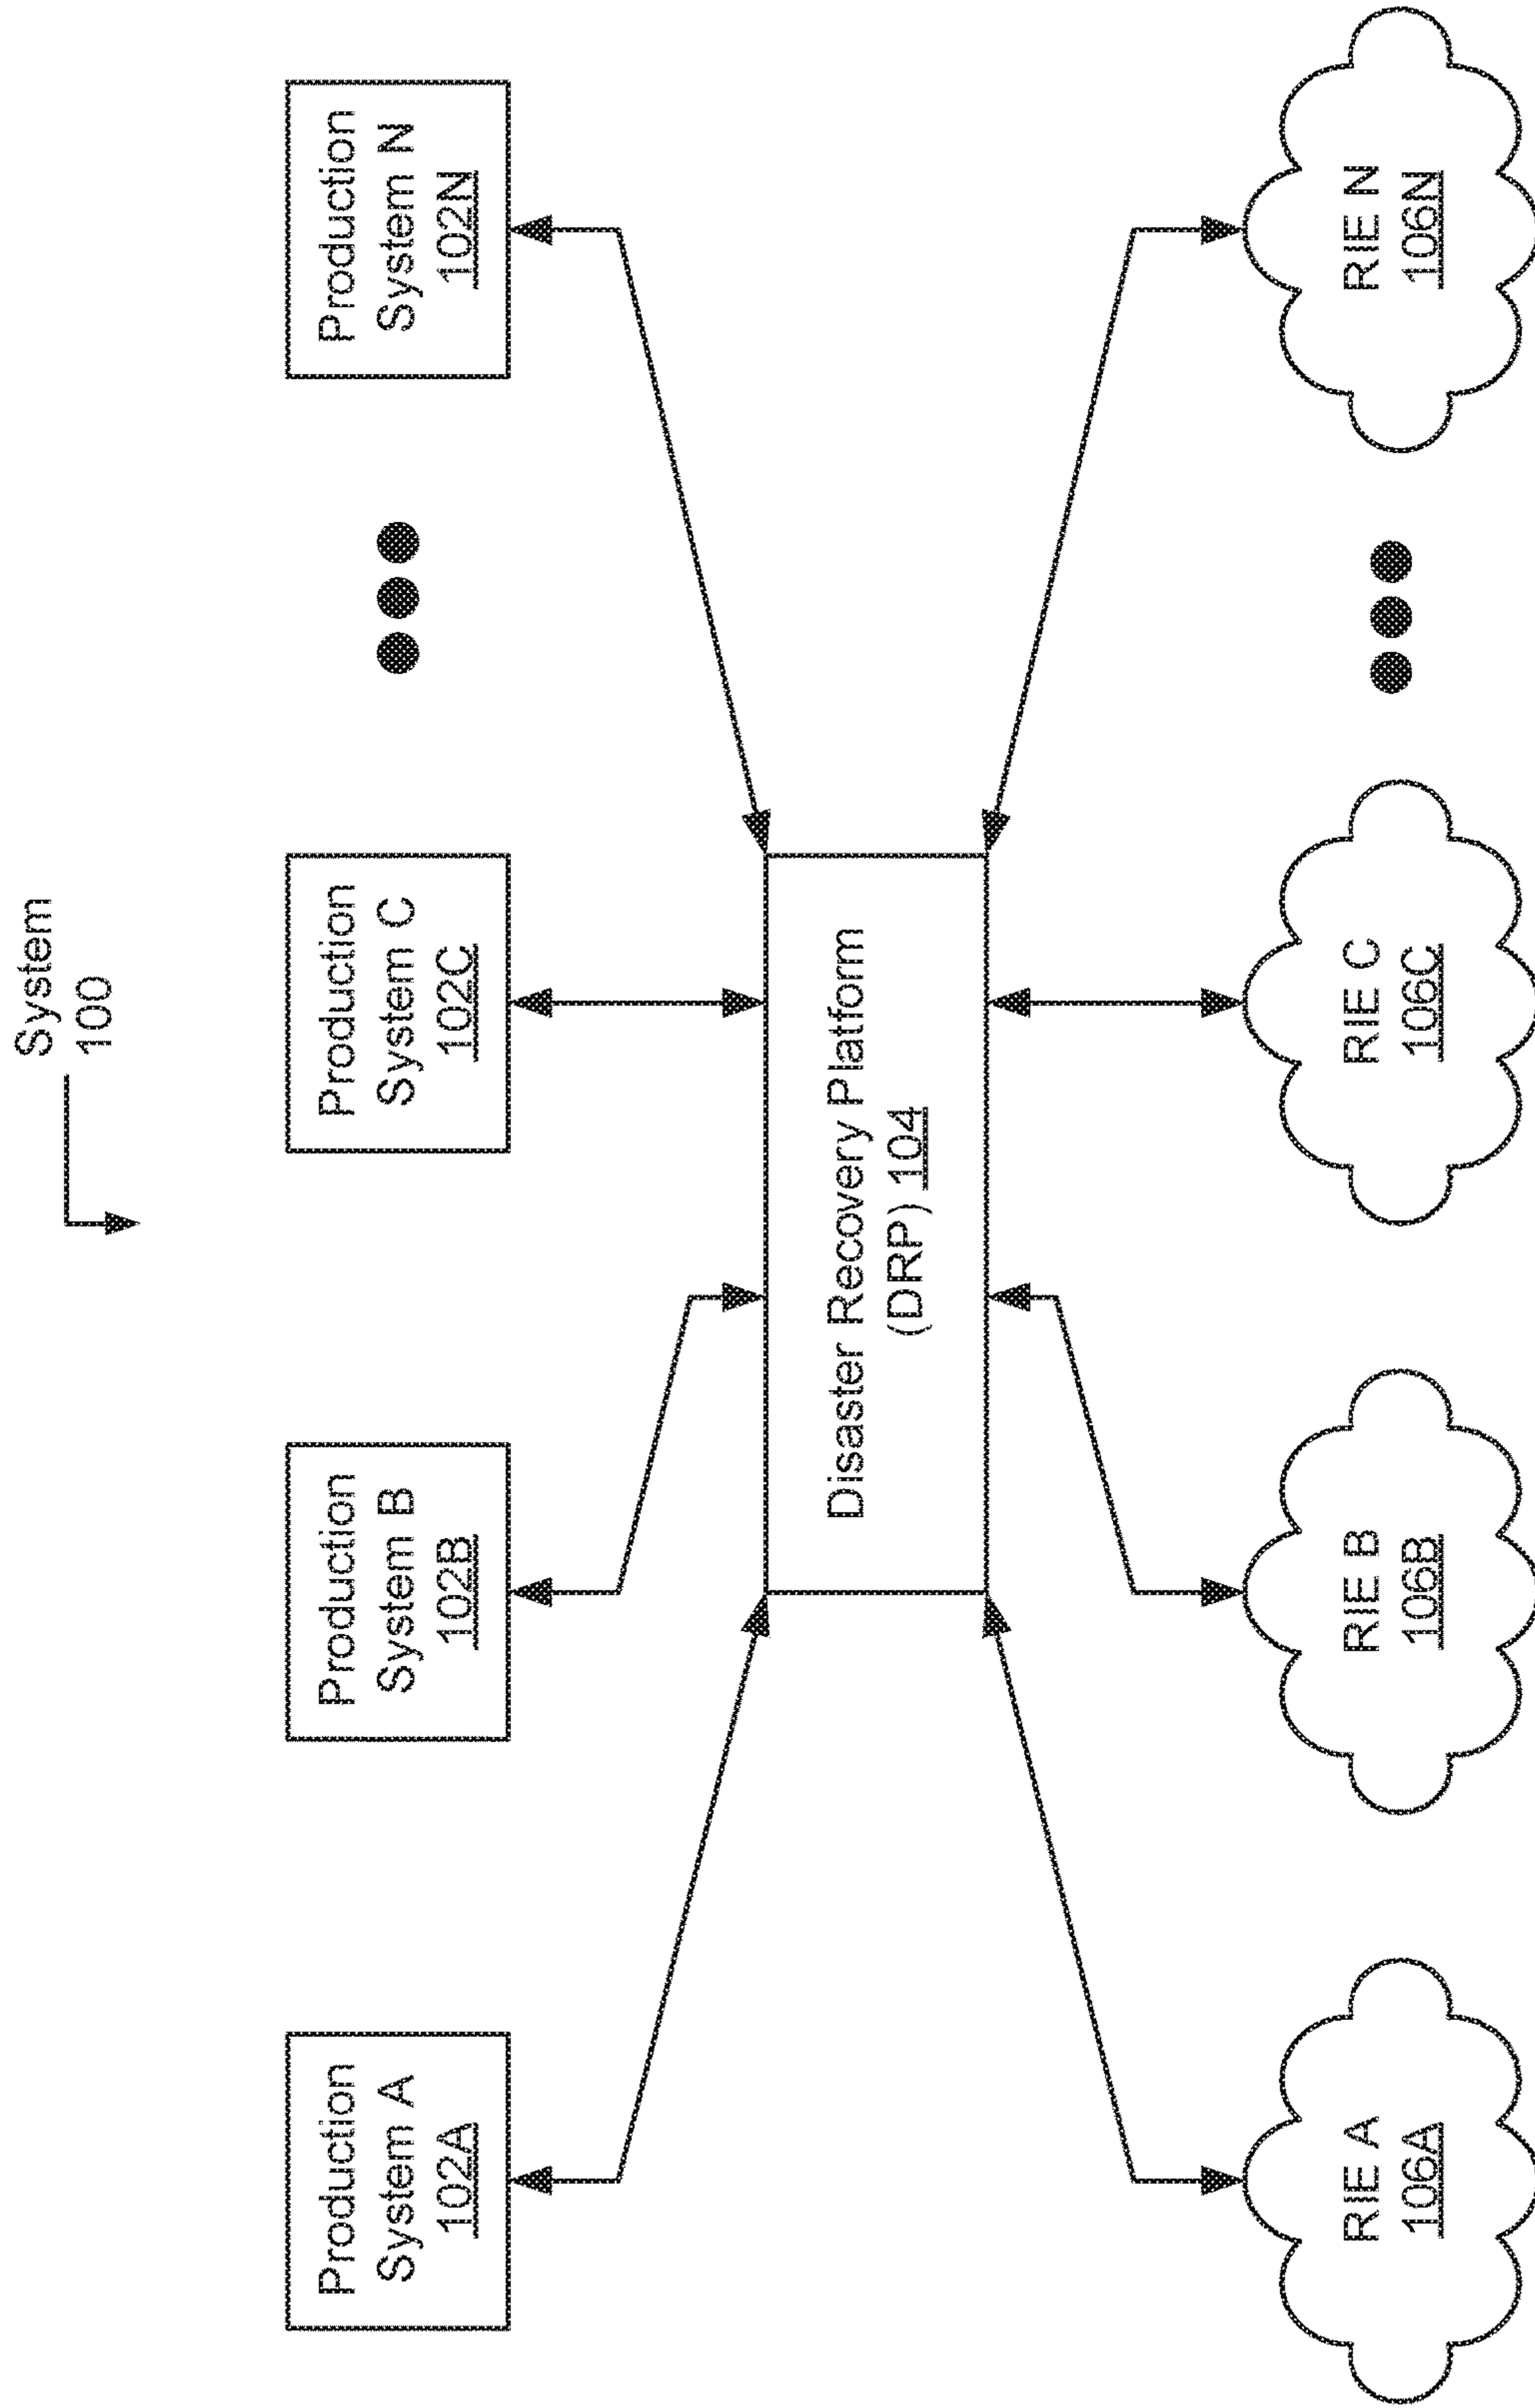 System
100
Production
System A
102A
Production
System B
102B
Production
System C
102C
Production
System N
102N
Disaster Recovery Platform
(DRP) 104
RIE A
106A
RIE B
106B
RIE C
106C
RIE N
106N